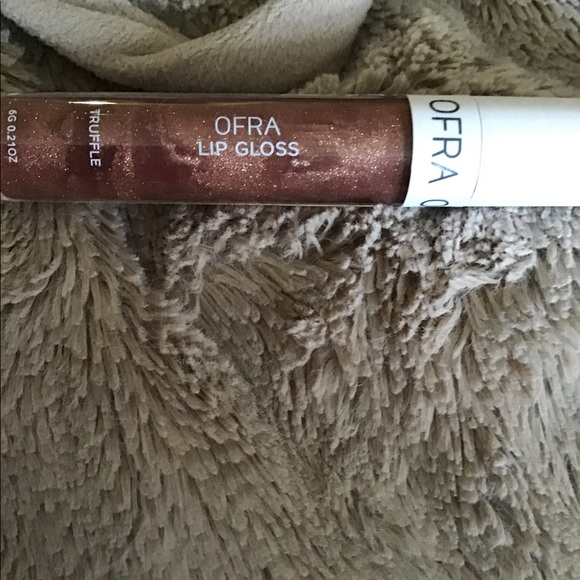 OFRA
LIP GLOSS
TRUFFLE
6G 0.21OZ
OFRA